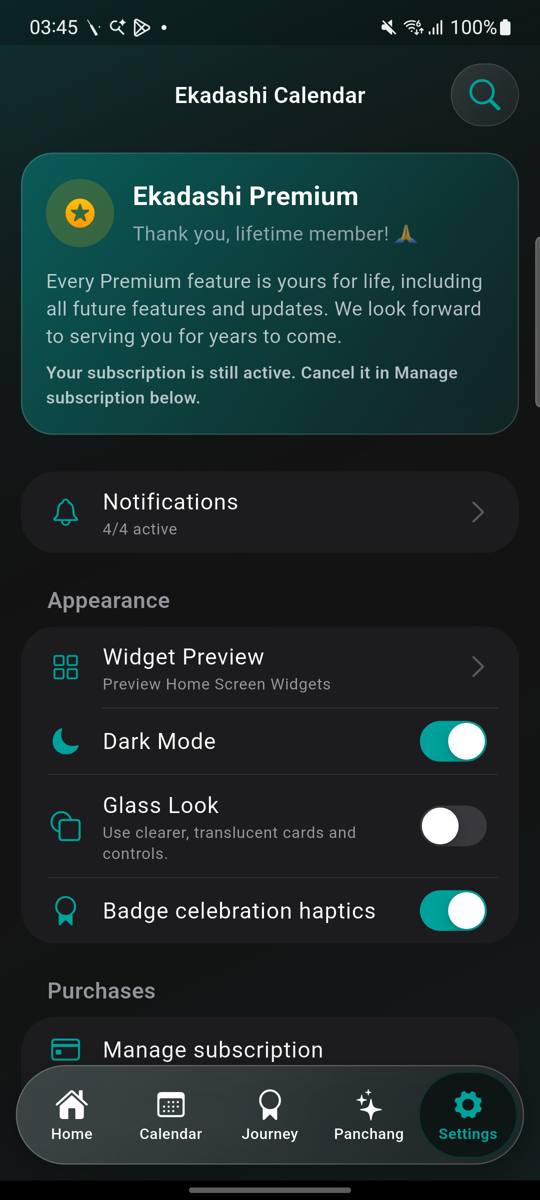 03:45
100%
Ekadashi Calendar
Ekadashi Premium
Thank you, lifetime member! 🙏
Every Premium feature is yours for life, including
all future features and updates. We look forward
to serving you for years to come.
Your subscription is still active. Cancel it in Manage
subscription below.
Notifications
4/4 active
Appearance
Widget Preview
Preview Home Screen Widgets
Dark Mode
Glass Look
Use clearer, translucent cards and
controls.
Badge celebration haptics
Purchases
Manage subscription
Home
Calendar
Journey
Panchang
Settings